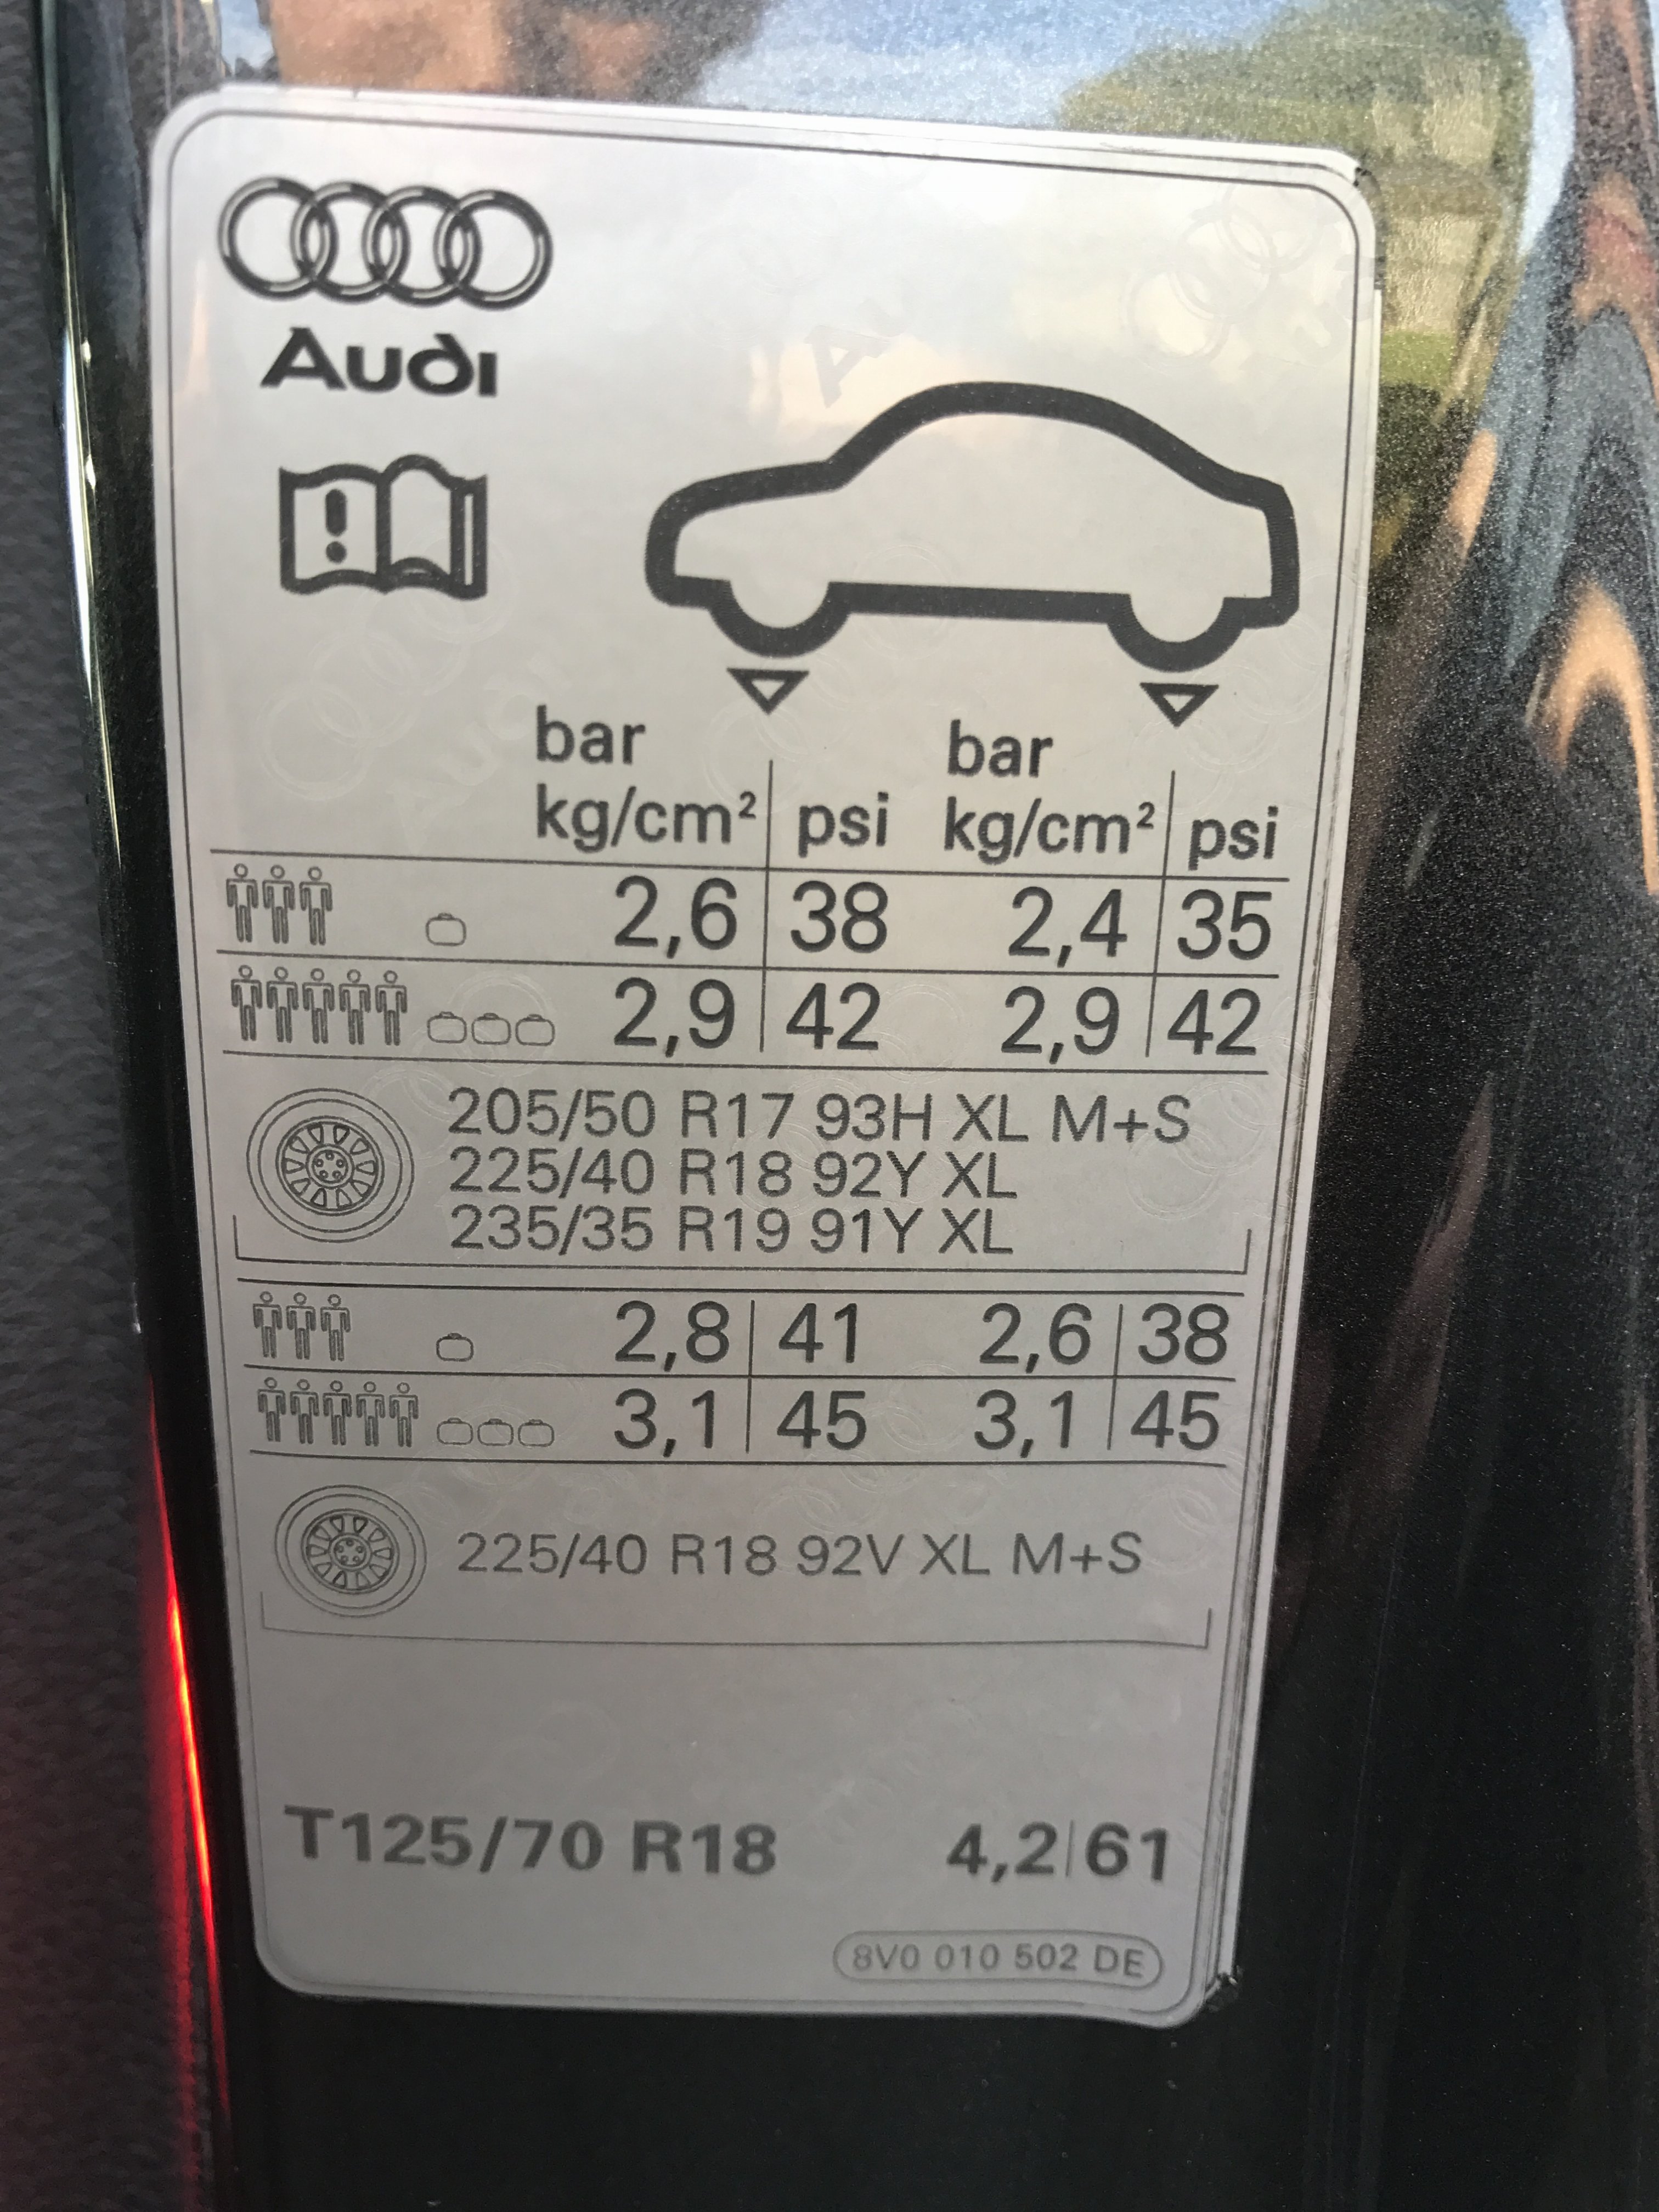 Audi
bar bar
kg/cm² psi kg/cm² psi
2,6 38 2,4 35
2,9 42 2,9 42
205/50 R17 93H XL M+S
225/40 R18 92Y XL
235/35 R19 91Y XL
2,8 41 2,6 38
3,1 45 3,1 45
225/40 R18 92V XL M+S
T125/70 R18 4,2|61
8V0 010 502 DE